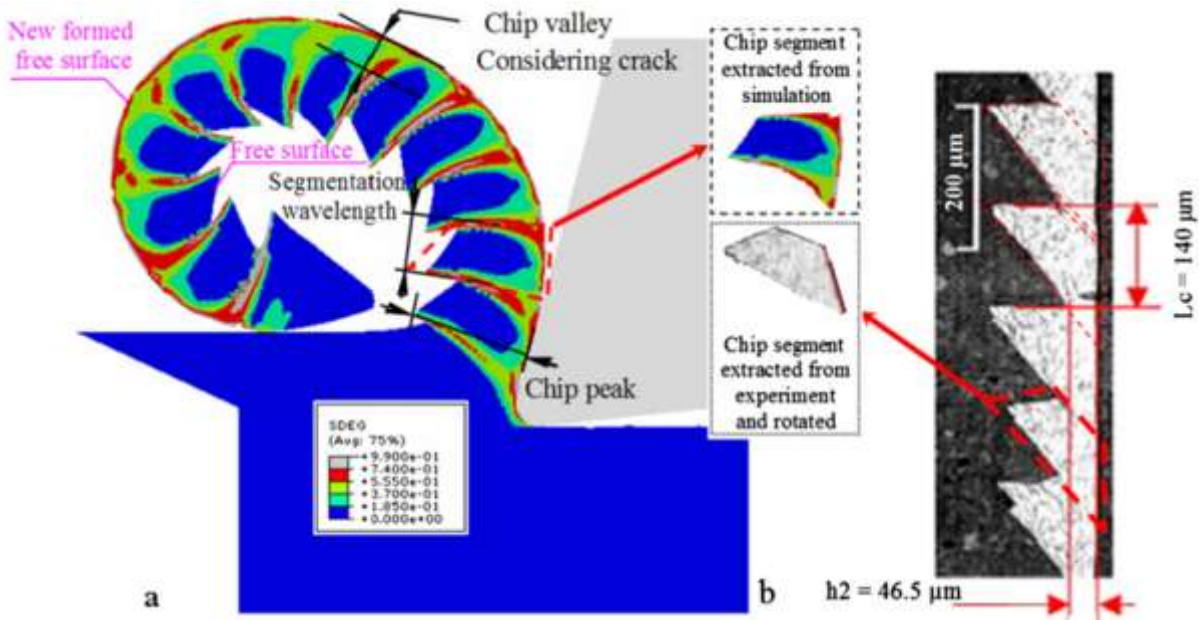 New formed
free surface
Chip valley
Considering crack
Free surface
Segmentation
wavelength
Chip peak
SDEG
(Avg: 75%)
+9.900e-01
+7.400e-01
+5.550e-01
+3.700e-01
+1.850e-01
+0.000e+00
a
Chip segment
extracted from
simulation
Chip segment
extracted from
experiment
and rotated
200 µm
Lc = 140 µm
b
h2 = 46.5 µm